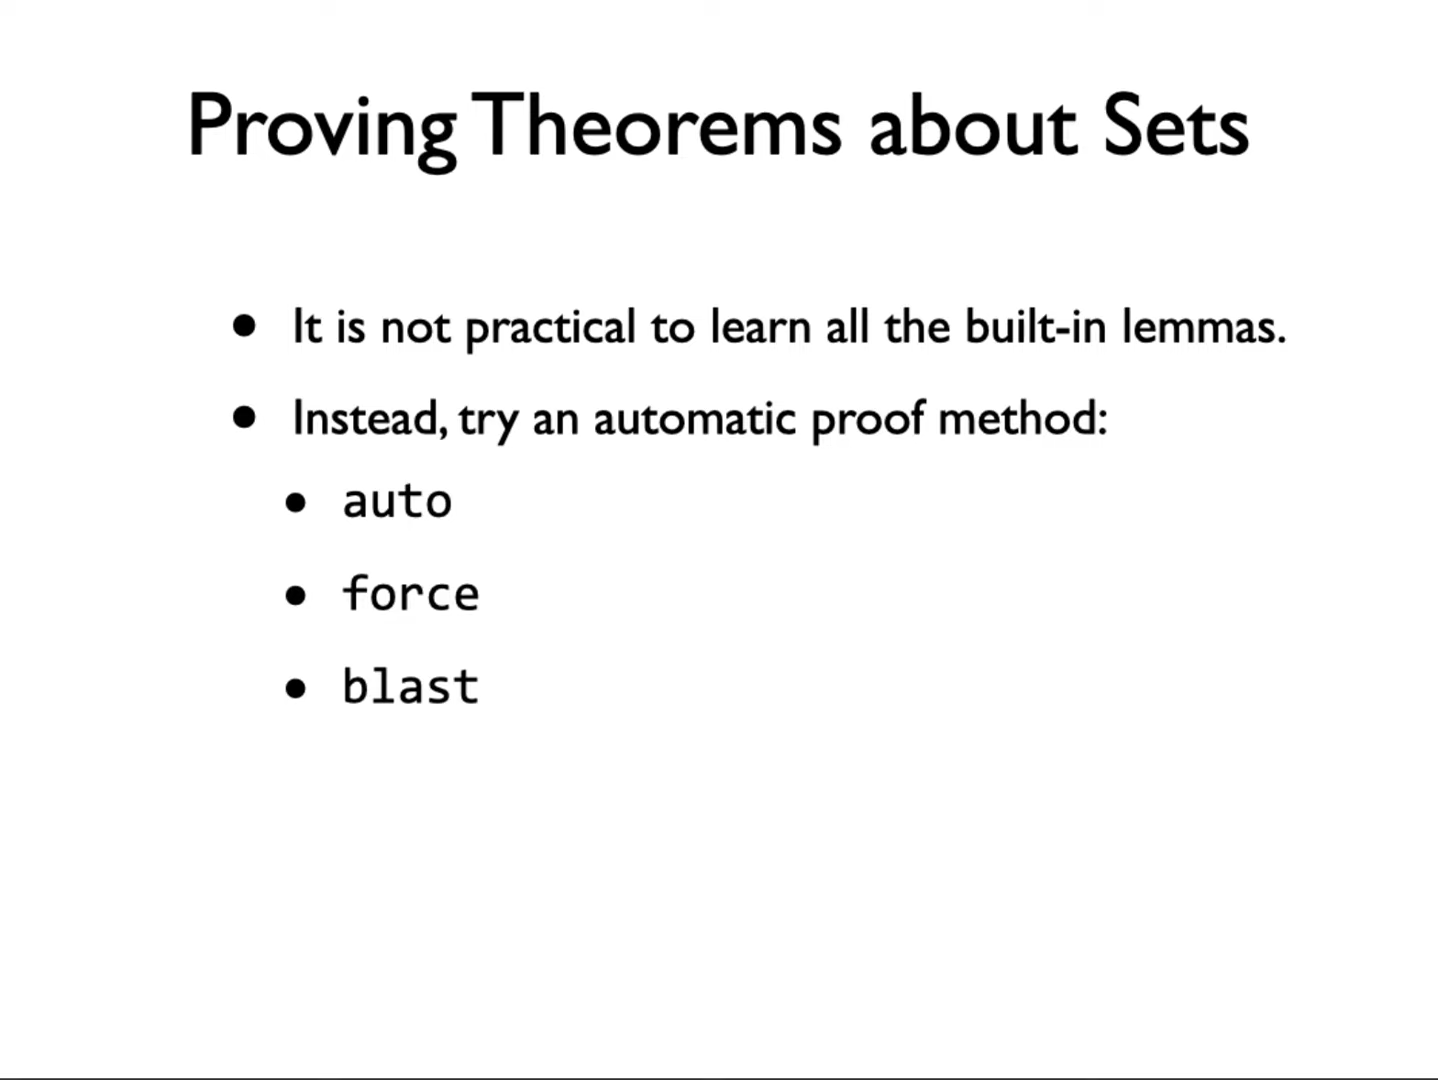 Proving Theorems about Sets
• It is not practical to learn all the built-in lemmas.
• Instead, try an automatic proof method:
• auto
• force
• blast